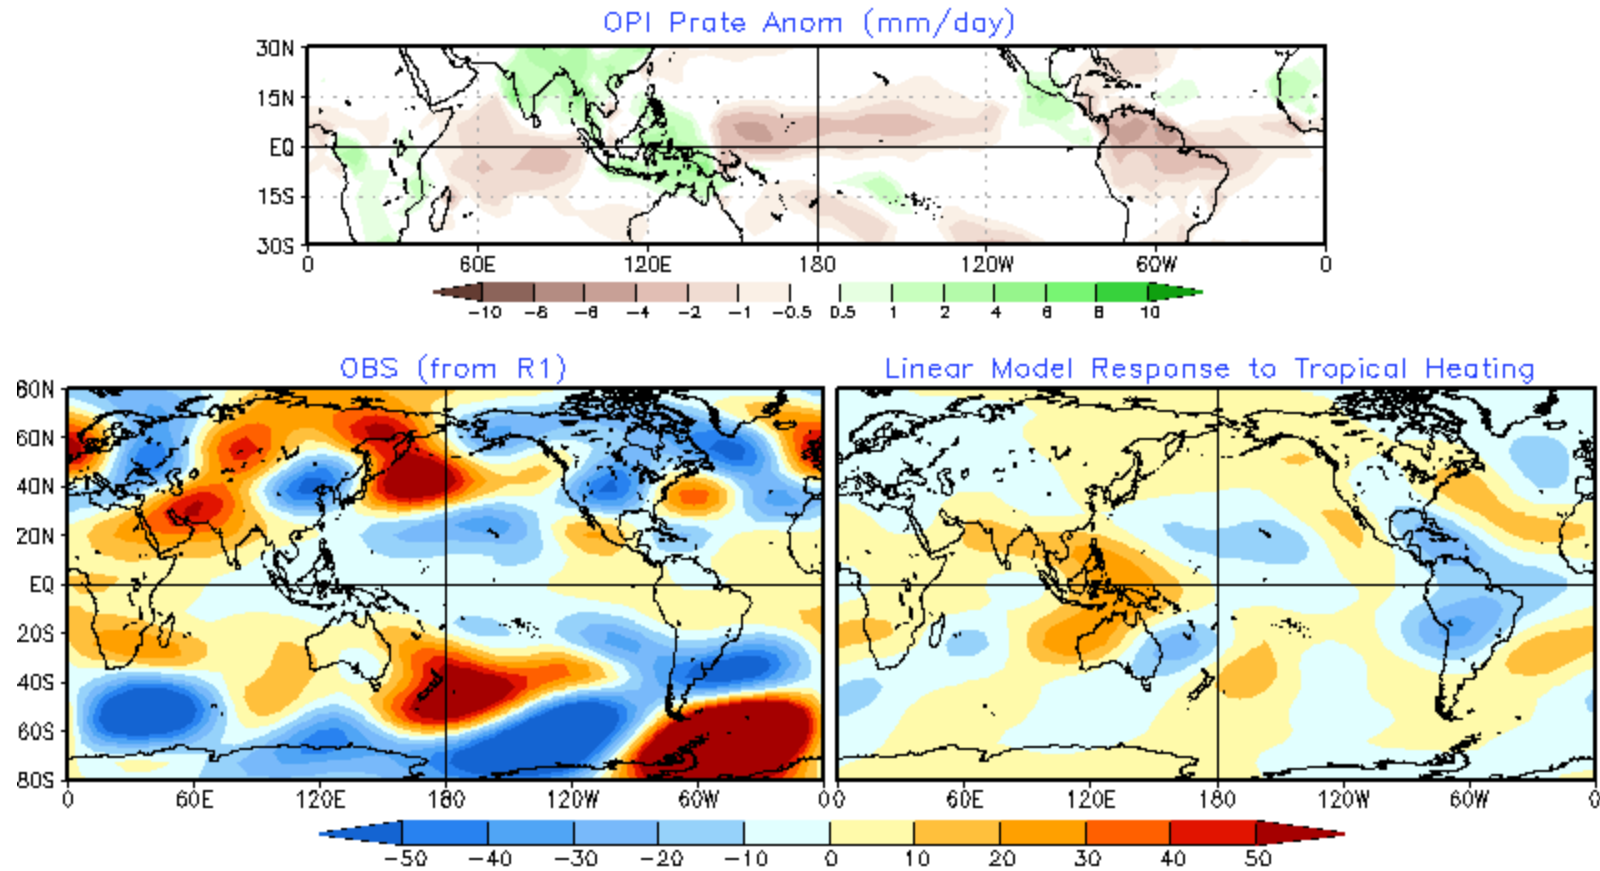 OPI Prate Anom (mm/day)
30N
15N
EQ
15S
30S
0 60E 120E 180 120W 60W 0
-10 -8 -6 -4 -2 -1 -0.5 0.5 1 2 4 6 8 10
OBS (from R1) Linear Model Response to Tropical Heating
80N
60N
40N
20N
EQ
20S
40S
60S
80S
0 60E 120E 180 120W 60W 0 0 60E 120E 180 120W 60W 0
-50 -40 -30 -20 -10 0 10 20 30 40 50